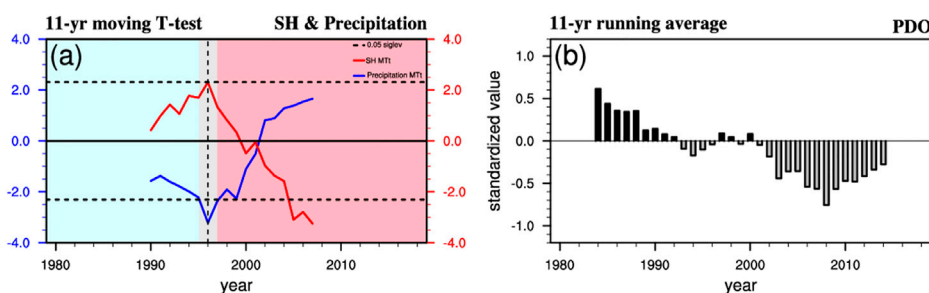 11-yr moving T-test SH & Precipitation
(a)
0.05 siglev
SH MTt
Precipitation MTt
4.0
2.0
0.0
-2.0
-4.0
4.0
2.0
0.0
-2.0
-4.0
1980 1990 2000 2010
year
11-yr running average PDO
(b)
standardized value
1.0
0.5
0.0
-0.5
-1.0
1980 1990 2000 2010
year